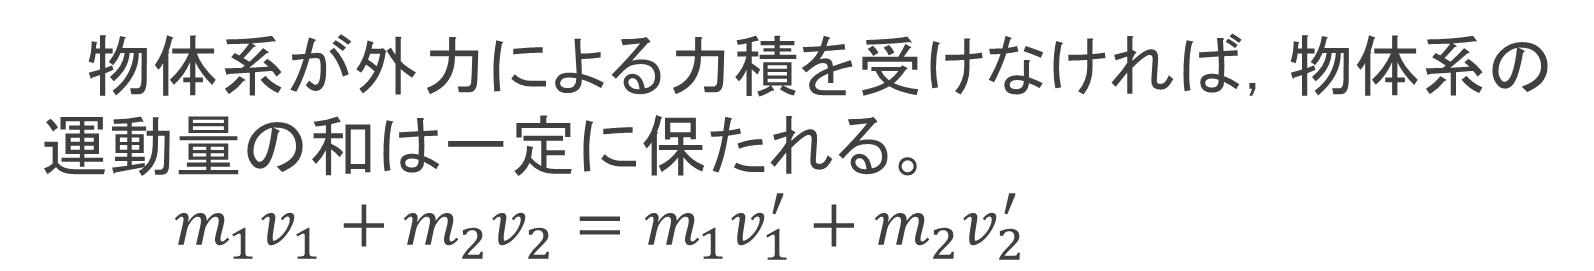 物体系が外力による力積を受けなければ，物体系の
運動量の和は一定に保たれる。
m₁v₁ + m₂v₂ = m₁v₁′ + m₂v₂′